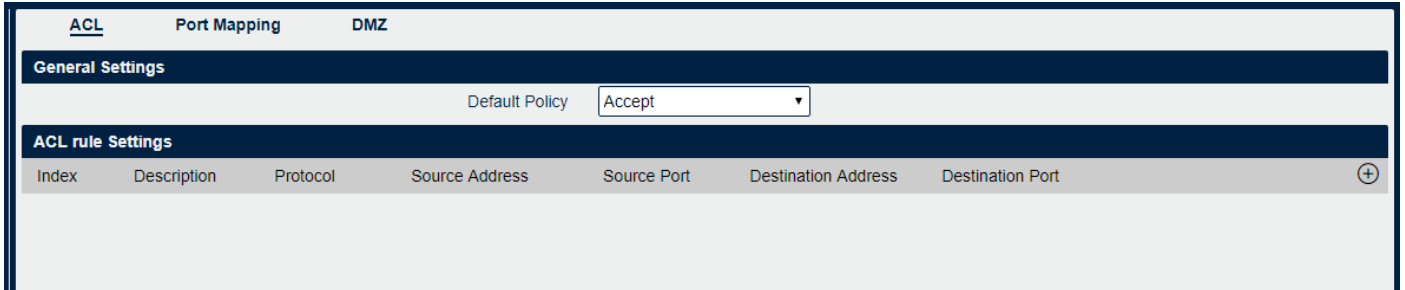 ACL Port Mapping DMZ
General Settings
Default Policy Accept
ACL rule Settings
Index Description Protocol Source Address Source Port Destination Address Destination Port